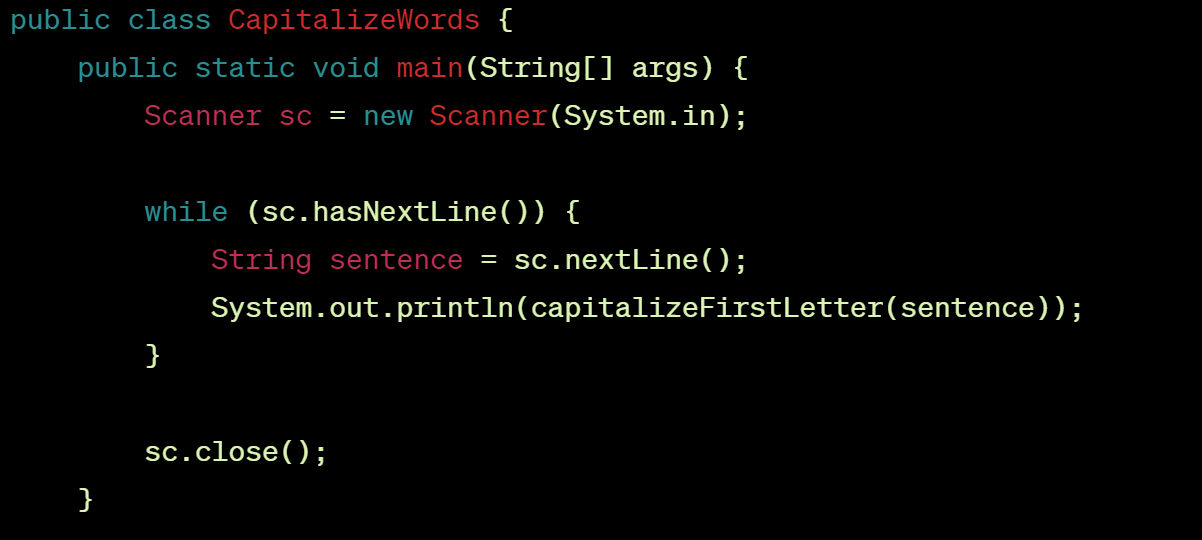 public class CapitalizeWords {
    public static void main(String[] args) {
        Scanner sc = new Scanner(System.in);
        while (sc.hasNextLine()) {
            String sentence = sc.nextLine();
            System.out.println(capitalizeFirstLetter(sentence));
        }
        sc.close();
    }